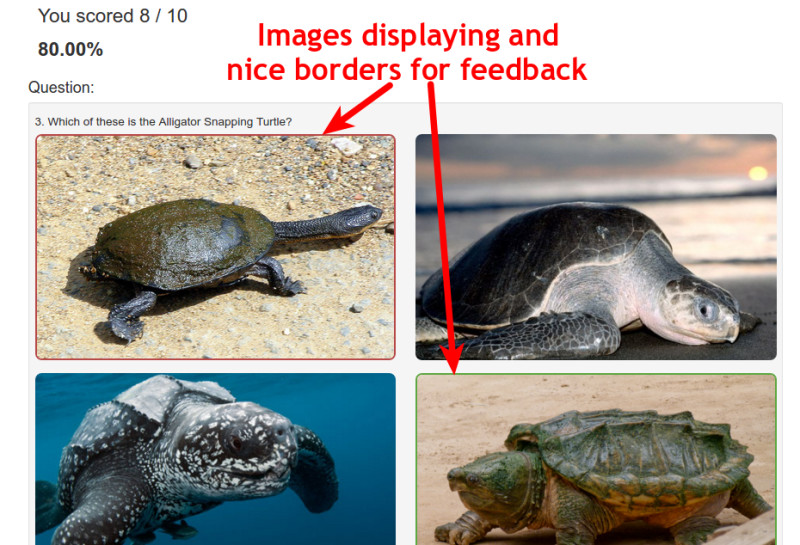 You scored 8 / 10
80.00%
Images displaying and
nice borders for feedback
Question:
3. Which of these is the Alligator Snapping Turtle?